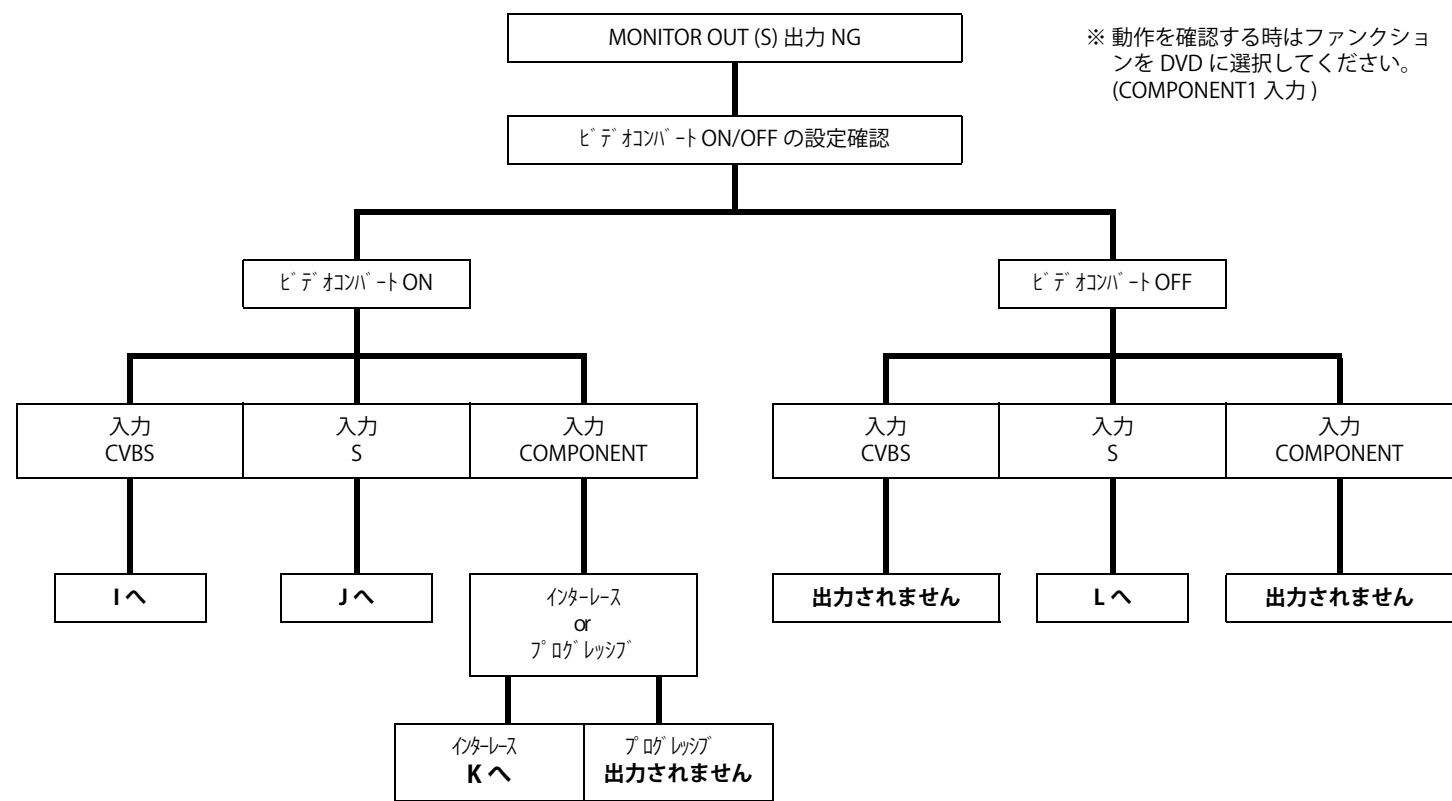 MONITOR OUT (S) 出力 NG
※ 動作を確認する時はファンクショ
ンを DVD に選択してください。
(COMPONENT1 入力 )
ﾋﾞﾃﾞｵｺﾝﾊﾞｰﾄ ON/OFF の設定確認
ﾋﾞﾃﾞｵｺﾝﾊﾞｰﾄ ON
ﾋﾞﾃﾞｵｺﾝﾊﾞｰﾄ OFF
入力
CVBS
入力
S
入力
COMPONENT
入力
CVBS
入力
S
入力
COMPONENT
I へ
J へ
ｲﾝﾀｰﾚｰｽ
or
ﾌﾟﾛｸﾞﾚｯｼﾌﾞ
出力されません
L へ
出力されません
ｲﾝﾀｰﾚｰｽ
K へ
ﾌﾟﾛｸﾞﾚｯｼﾌﾞ
出力されません